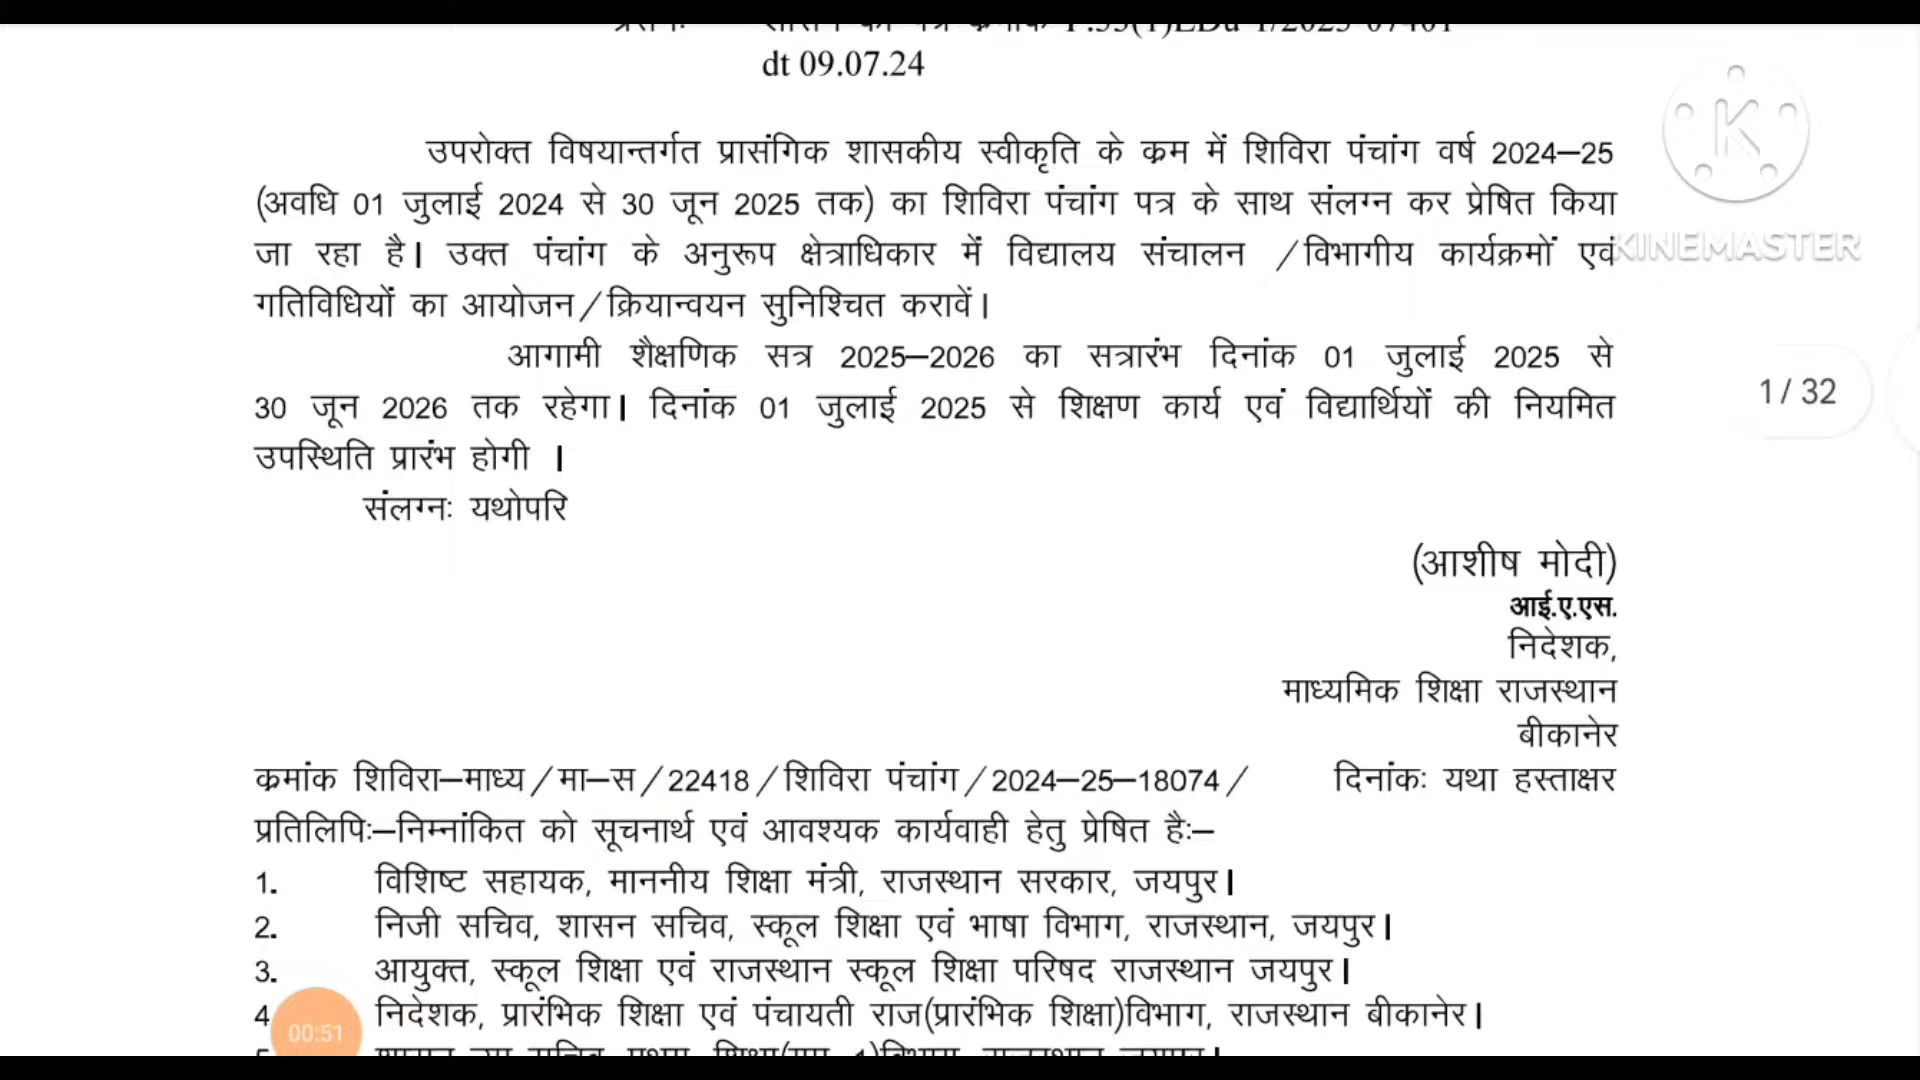 dt 09.07.24
उपरोक्त विषयान्तर्गत प्रासंगिक शासकीय स्वीकृति के क्रम में शिविरा पंचांग वर्ष 2024–25
(अवधि 01 जुलाई 2024 से 30 जून 2025 तक) का शिविरा पंचांग पत्र के साथ संलग्न कर प्रेषित किया
जा रहा है। उक्त पंचांग के अनुरूप क्षेत्राधिकार में विद्यालय संचालन /विभागीय कार्यक्रमों एवं
गतिविधियों का आयोजन/क्रियान्वयन सुनिश्चित करावें।
आगामी शैक्षणिक सत्र 2025–2026 का सत्रारंभ दिनांक 01 जुलाई 2025 से
30 जून 2026 तक रहेगा। दिनांक 01 जुलाई 2025 से शिक्षण कार्य एवं विद्यार्थियों की नियमित
उपस्थिति प्रारंभ होगी ।
संलग्नः यथोपरि
(आशीष मोदी)
आई.ए.एस.
निदेशक,
माध्यमिक शिक्षा राजस्थान
बीकानेर
क्रमांक शिविरा–माध्य/मा–स/22418/शिविरा पंचांग/2024–25–18074/ दिनांकः यथा हस्ताक्षर
प्रतिलिपिः–निम्नांकित को सूचनार्थ एवं आवश्यक कार्यवाही हेतु प्रेषित हैः–
1. विशिष्ट सहायक, माननीय शिक्षा मंत्री, राजस्थान सरकार, जयपुर।
2. निजी सचिव, शासन सचिव, स्कूल शिक्षा एवं भाषा विभाग, राजस्थान, जयपुर।
3. आयुक्त, स्कूल शिक्षा एवं राजस्थान स्कूल शिक्षा परिषद राजस्थान जयपुर।
4 निदेशक, प्रारंभिक शिक्षा एवं पंचायती राज(प्रारंभिक शिक्षा)विभाग, राजस्थान बीकानेर।
K
KINEMASTER
1/32
00:51